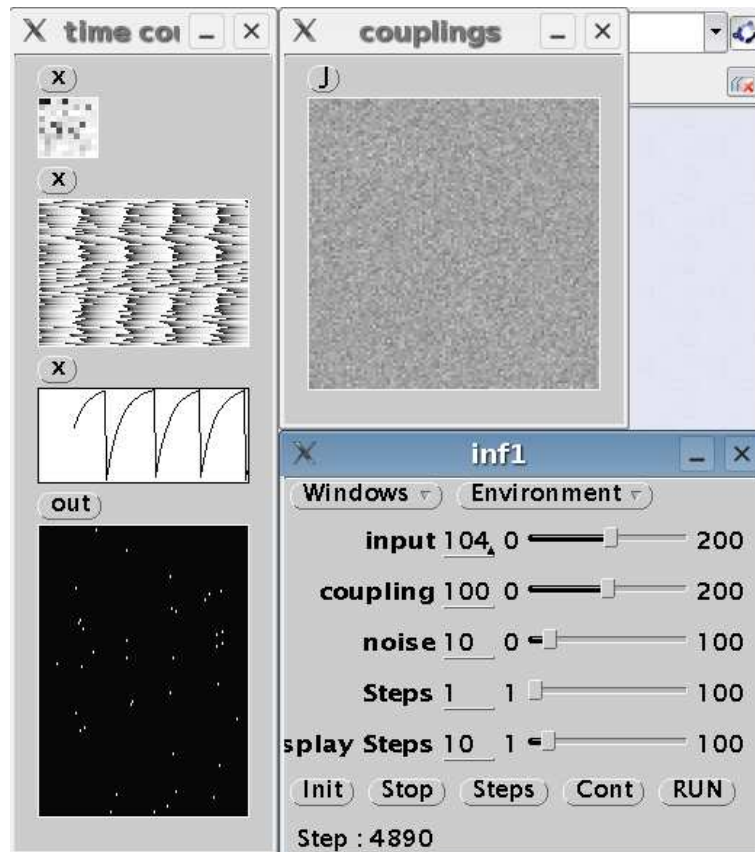 time cou
x
x
x
out
couplings
J
inf1
Windows Environment
input 104 0 200
coupling 100 0 200
noise 10 0 100
Steps 1 1 100
splay Steps 10 1 100
Init Stop Steps Cont RUN
Step : 4890